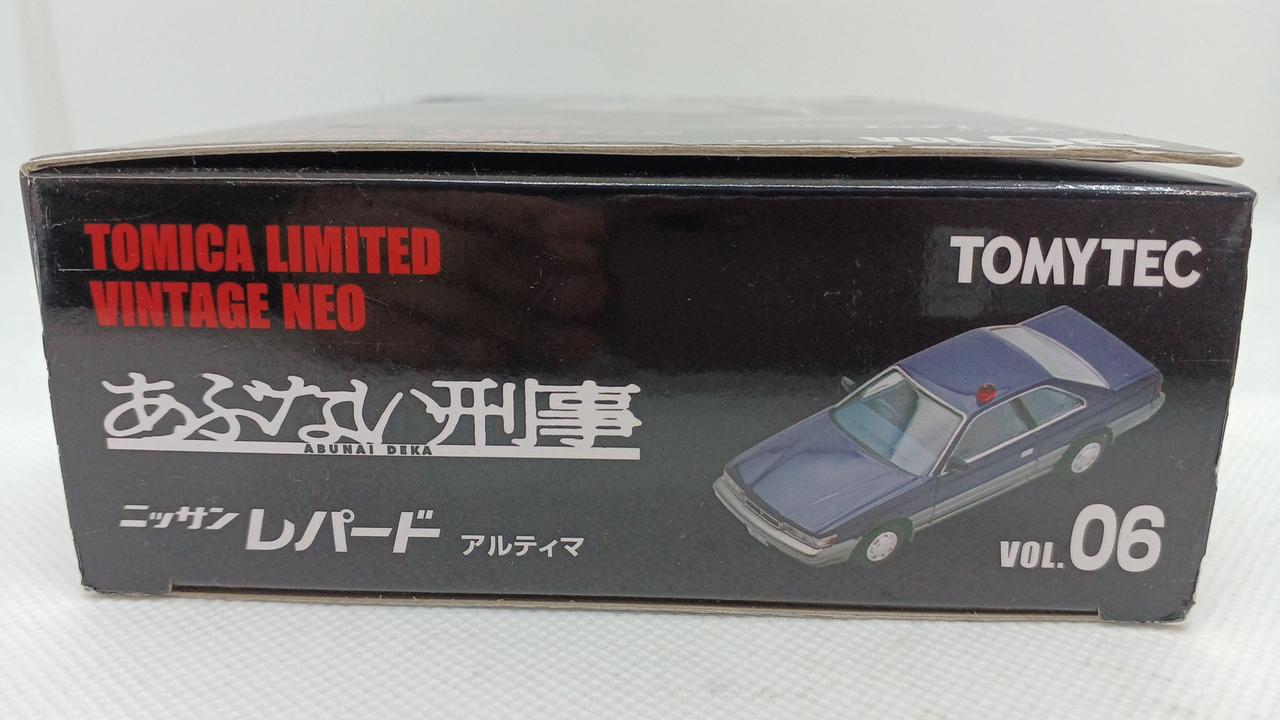 TOMICA LIMITED
VINTAGE NEO
TOMYTEC
あぶない刑事
ABUNAI DEKA
ニッサン レパード アルティマ
VOL.06